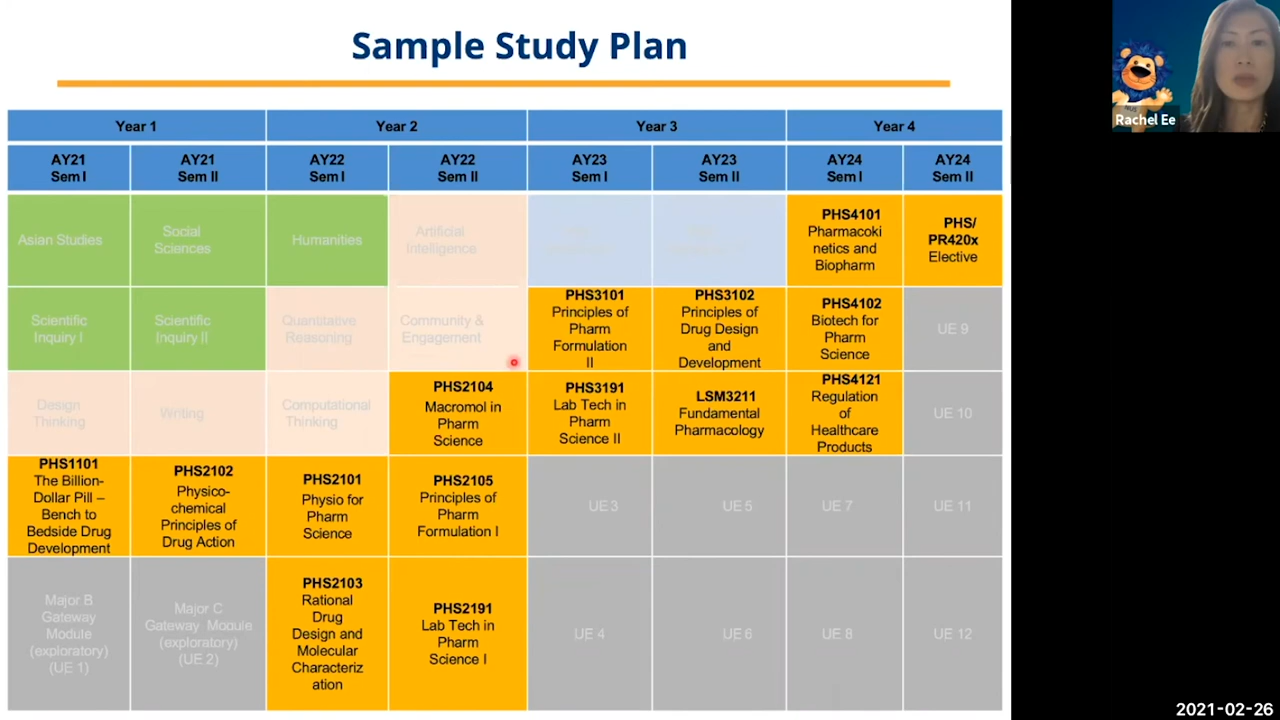 Sample Study Plan
Year 1
Year 2
Year 3
Year 4
AY21
Sem I
AY21
Sem II
AY22
Sem I
AY22
Sem II
AY23
Sem I
AY23
Sem II
AY24
Sem I
AY24
Sem II
Asian Studies
Social
Sciences
Humanities
Artificial
Intelligence
PHS4101
Pharmacoki
netics and
Biopharm
PHS/
PR420x
Elective
Scientific
Inquiry I
Scientific
Inquiry II
Quantitative
Reasoning
Community &
Engagement
PHS3101
Principles of
Pharm
Formulation
II
PHS3102
Principles of
Drug Design
and
Development
PHS4102
Biotech for
Pharm
Science
UE 9
Design
Thinking
Writing
Computational
Thinking
PHS2104
Macromol in
Pharm
Science
PHS3191
Lab Tech in
Pharm
Science II
LSM3211
Fundamental
Pharmacology
PHS4121
Regulation
of
Healthcare
Products
UE 10
PHS1101
The Billion-
Dollar Pill –
Bench to
Bedside Drug
Development
PHS2102
Physico-
chemical
Principles of
Drug Action
PHS2101
Physio for
Pharm
Science
PHS2105
Principles of
Pharm
Formulation I
UE 3
UE 5
UE 7
UE 11
Major B
Gateway
Module
(exploratory)
(UE 1)
Major C
Gateway Module
(exploratory)
(UE 2)
PHS2103
Rational
Drug
Design and
Molecular
Characteriz
ation
PHS2191
Lab Tech in
Pharm
Science I
UE 4
UE 6
UE 8
UE 12
NUS
Rachel Ee
2021-02-26